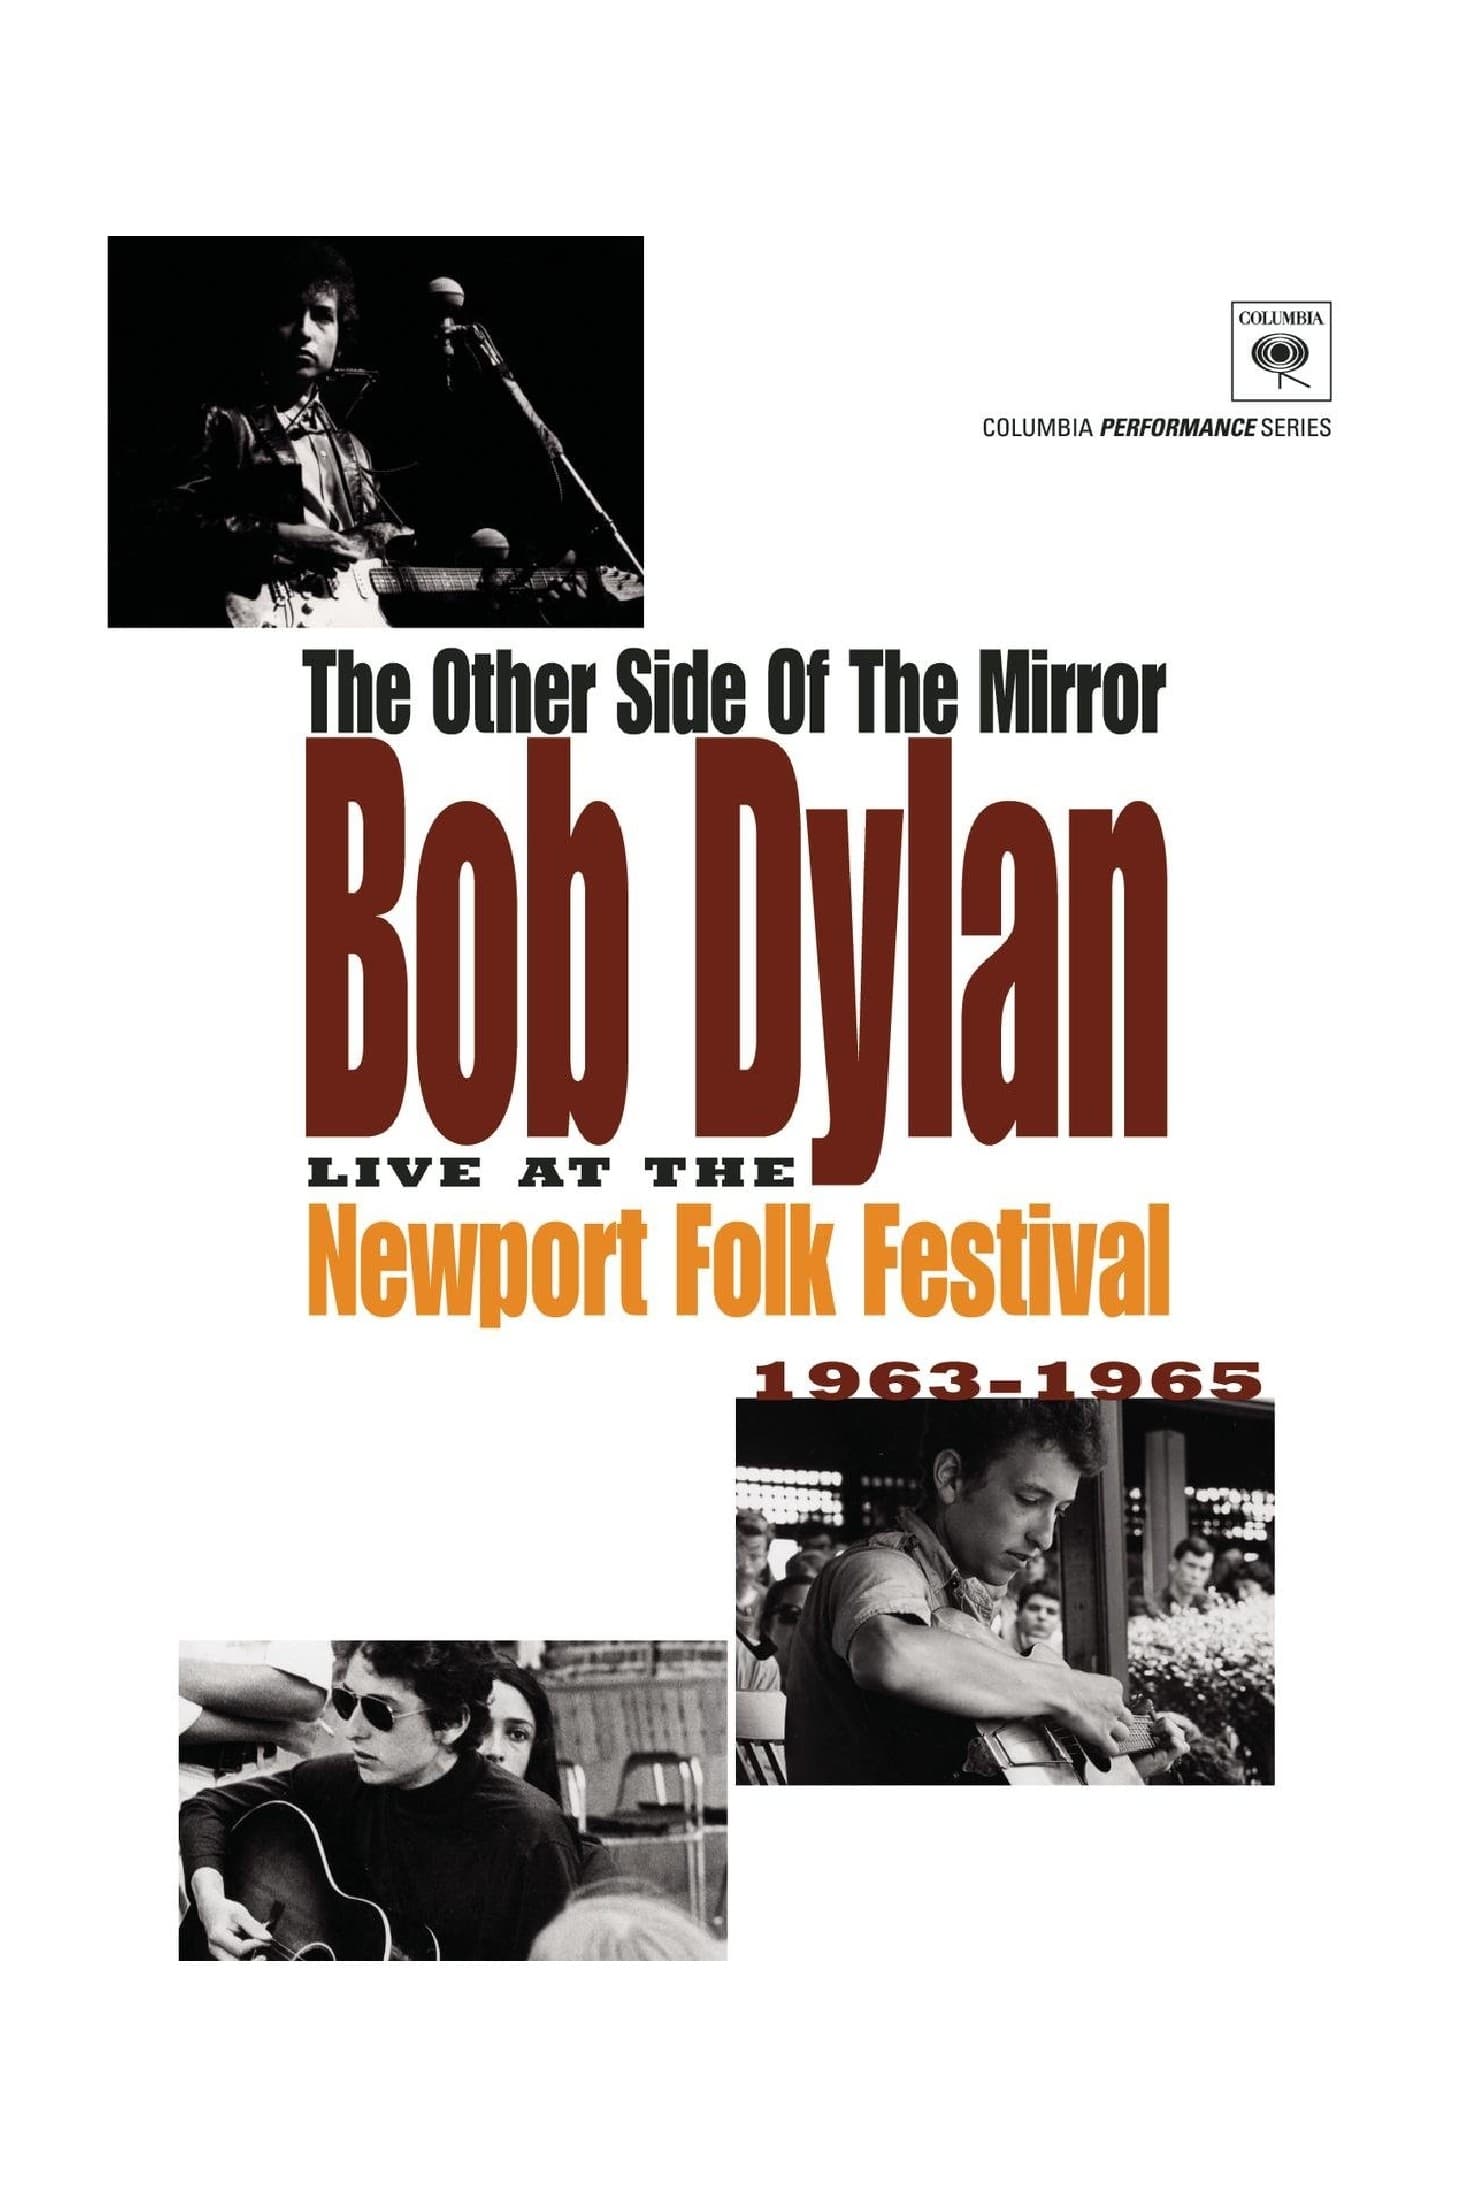 COLUMBIA
COLUMBIA PERFORMANCE SERIES
The Other Side Of The Mirror
Bob Dylan
LIVE AT THE
Newport Folk Festival
1963-1965